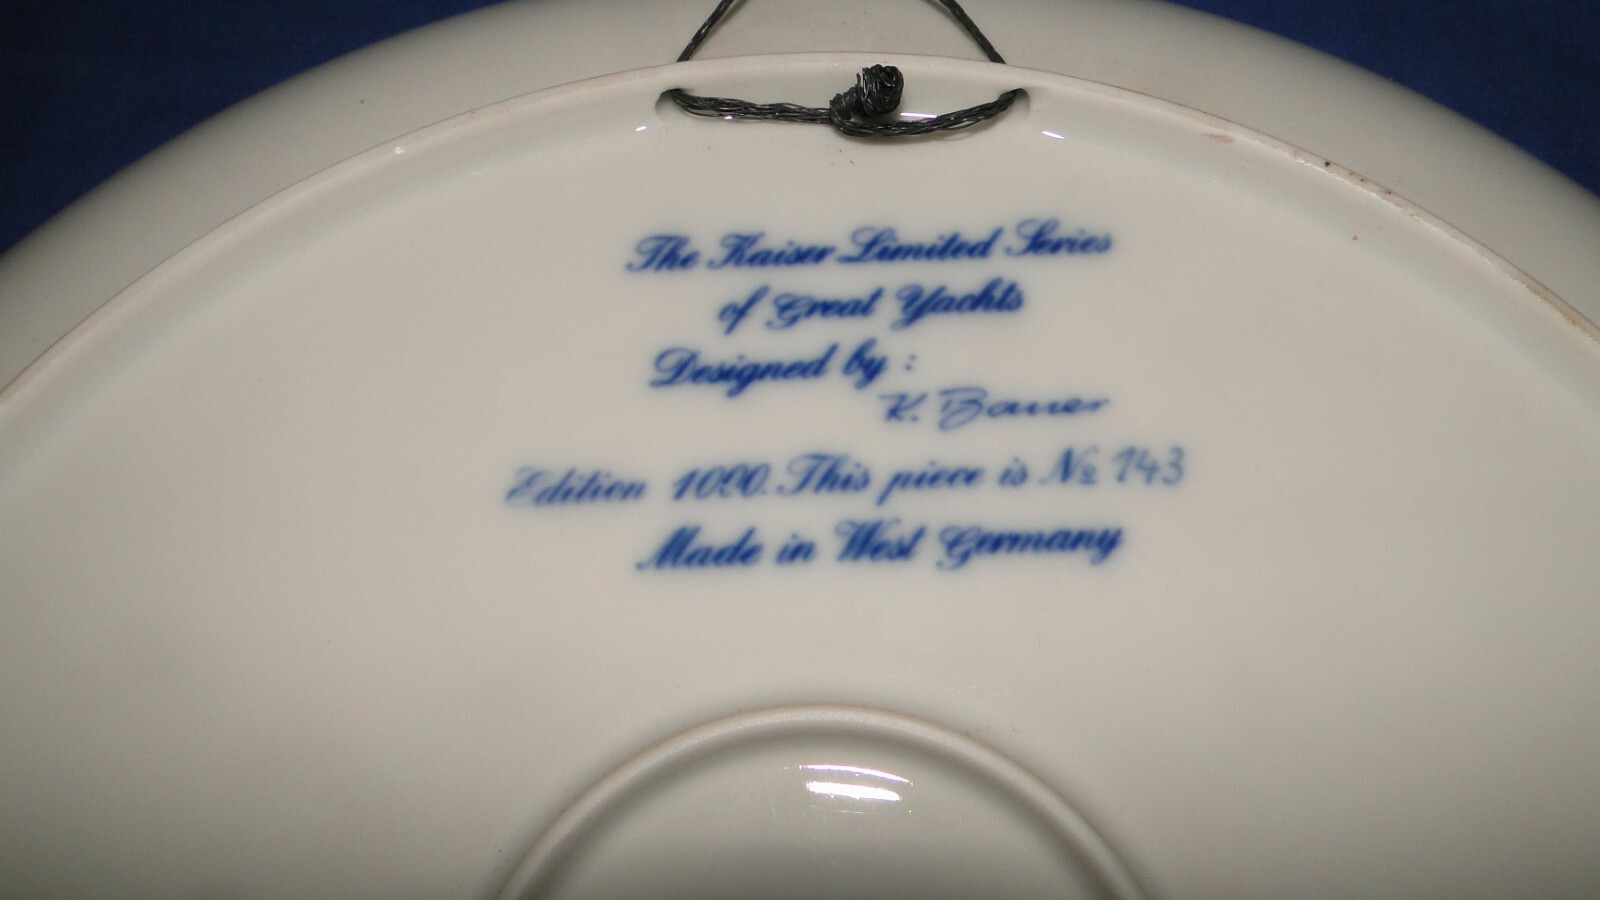 The Kaiser Limited Series
of Great Yachts
Designed by :
K. Bauer
Edition 1000. This piece is № 143
Made in West Germany